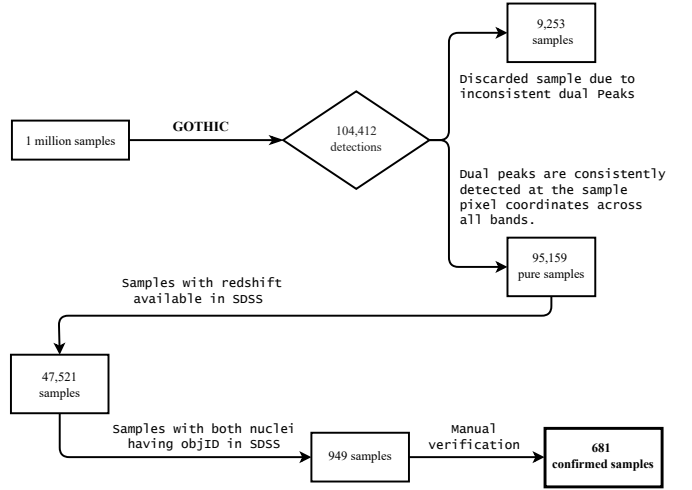 9,253
samples
Discarded sample due to
inconsistent dual Peaks
GOTHIC
1 million samples
104,412
detections
Dual peaks are consistently
detected at the sample
pixel coordinates across
all bands.
95,159
pure samples
Samples with redshift
available in SDSS
47,521
samples
Samples with both nuclei
having objID in SDSS
949 samples
Manual
verification
681
confirmed samples